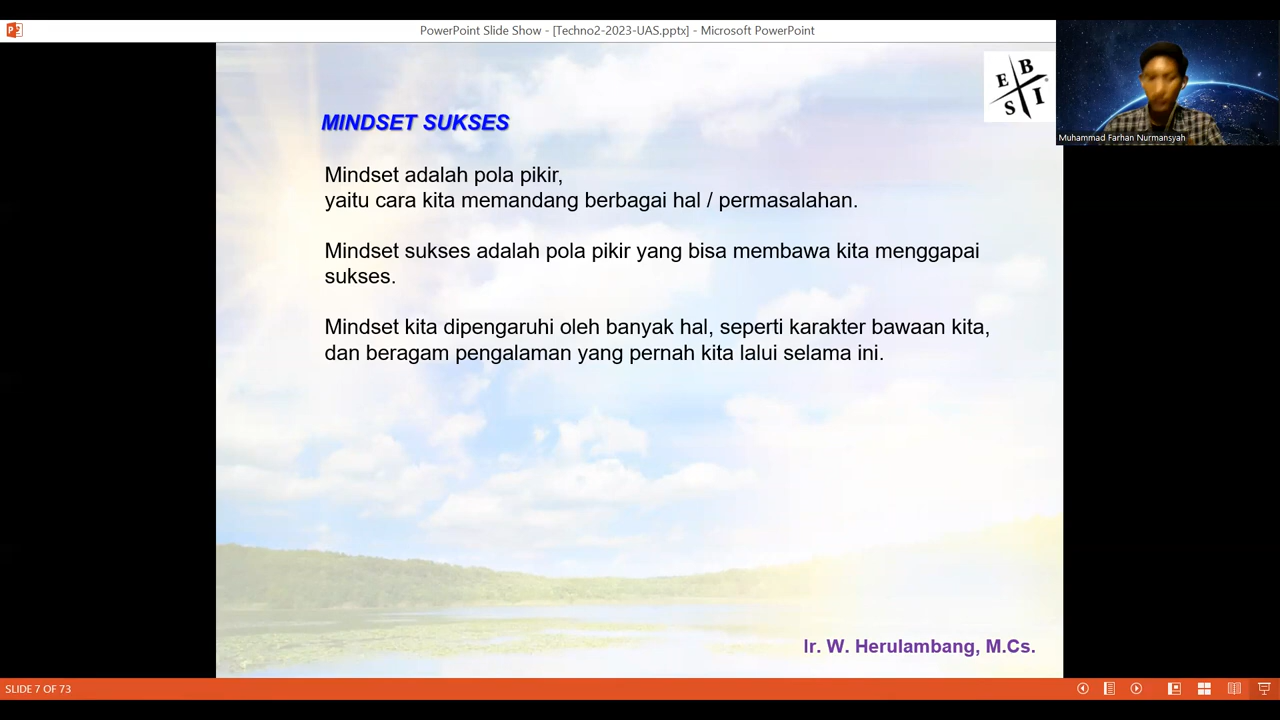 PowerPoint Slide Show - [Techno2-2023-UAS.pptx] - Microsoft PowerPoint
E B
S I
Muhammad Farhan Nurmansyah
MINDSET SUKSES
Mindset adalah pola pikir,
yaitu cara kita memandang berbagai hal / permasalahan.
Mindset sukses adalah pola pikir yang bisa membawa kita menggapai
sukses.
Mindset kita dipengaruhi oleh banyak hal, seperti karakter bawaan kita,
dan beragam pengalaman yang pernah kita lalui selama ini.
Ir. W. Herulambang, M.Cs.
SLIDE 7 OF 73